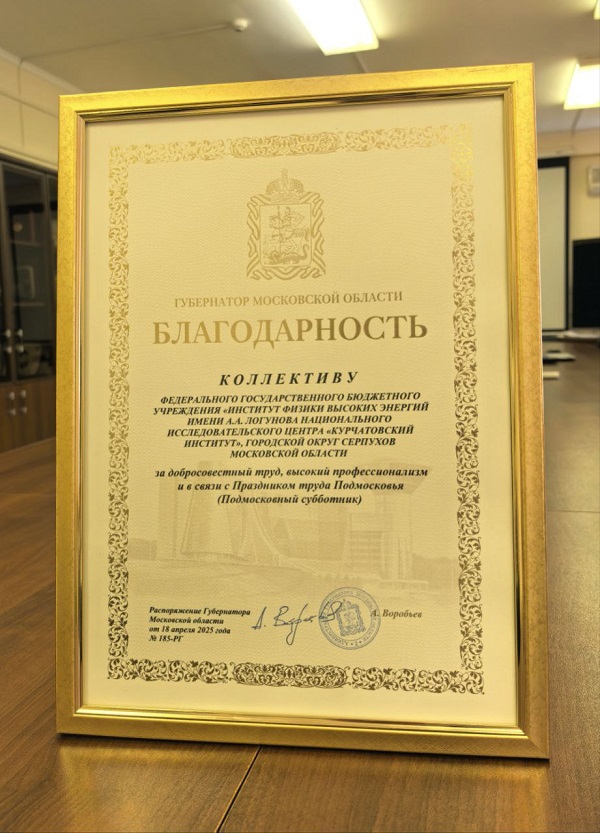 ГУБЕРНАТОР МОСКОВСКОЙ ОБЛАСТИ
БЛАГОДАРНОСТЬ
КОЛЛЕКТИВУ
ФЕДЕРАЛЬНОГО ГОСУДАРСТВЕННОГО БЮДЖЕТНОГО
УЧРЕЖДЕНИЯ «ИНСТИТУТ ФИЗИКИ ВЫСОКИХ ЭНЕРГИЙ
ИМЕНИ А.А. ЛОГУНОВА НАЦИОНАЛЬНОГО
ИССЛЕДОВАТЕЛЬСКОГО ЦЕНТРА «КУРЧАТОВСКИЙ
ИНСТИТУТ», ГОРОДСКОЙ ОКРУГ СЕРПУХОВ
МОСКОВСКОЙ ОБЛАСТИ
за добросовестный труд, высокий профессионализм
и в связи с Праздником труда Подмосковья
(Подмосковный субботник)
Распоряжение Губернатора
Московской области
от 18 апреля 2025 года
№ 185-РГ
А. Воробьев